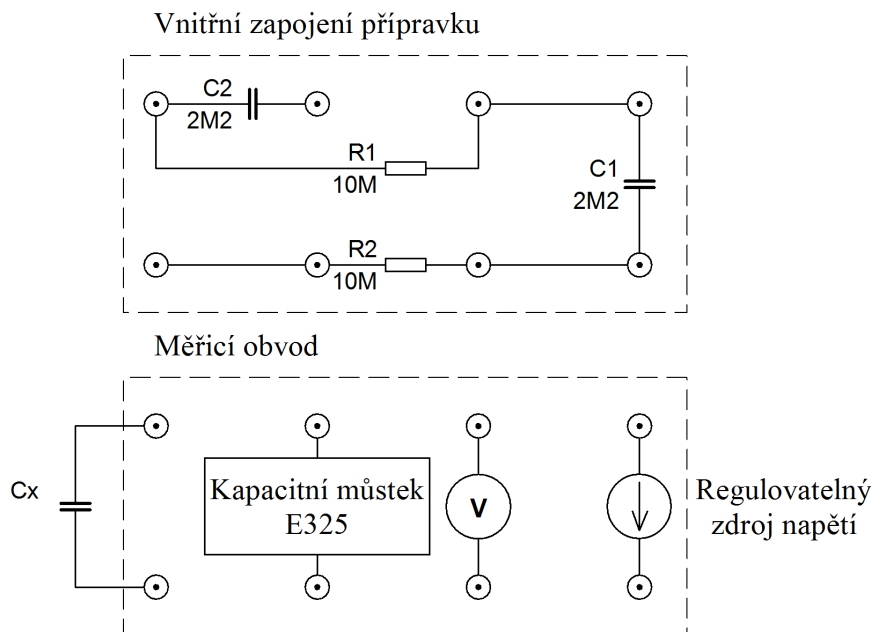 Vnitřní zapojení přípravku
C2
2M2
R1
10M
C1
2M2
R2
10M
Měřicí obvod
Cx
Kapacitní můstek
E325
V
Regulovatelný
zdroj napětí